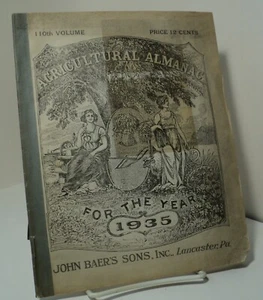 110th VOLUME PRICE 12 CENTS
AGRICULTURAL ALMANAC
FOR THE YEAR
1935
JOHN BAER'S SONS, INC., Lancaster, Pa.